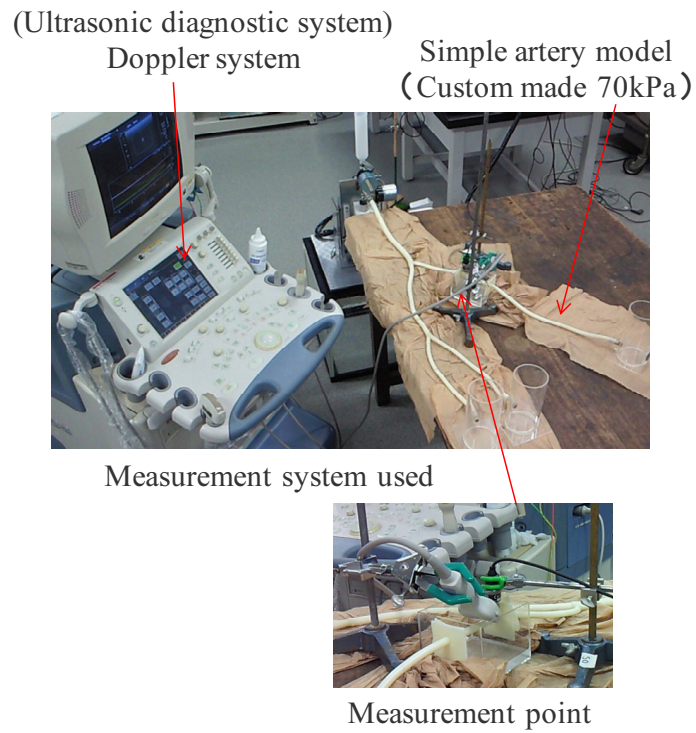 (Ultrasonic diagnostic system)
Doppler system
Simple artery model
（Custom made 70kPa）
Measurement system used
Measurement point